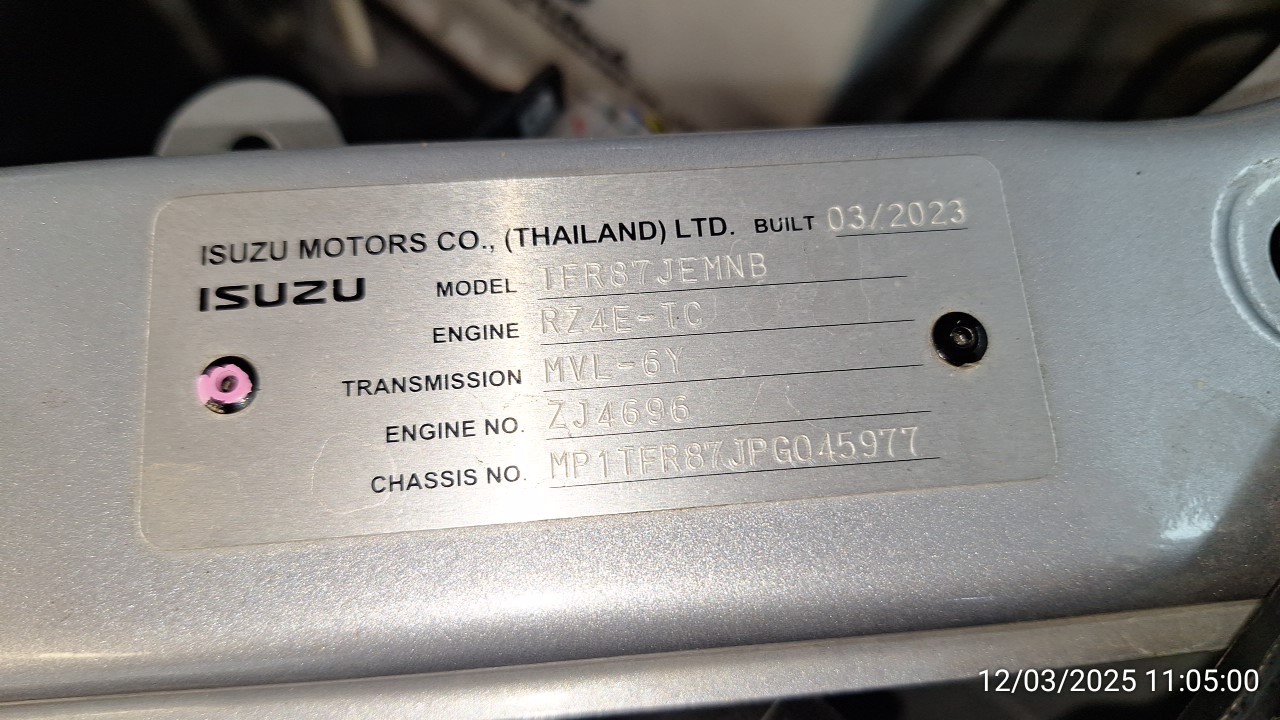 ISUZU MOTORS CO., (THAILAND) LTD. BUILT 03/2023
ISUZU
MODEL TFR87JEMNB
ENGINE RZ4E-TC
TRANSMISSION MVL-6Y
ENGINE NO. ZJ4696
CHASSIS NO. MP1TFR87JPG045977
12/03/2025 11:05:00